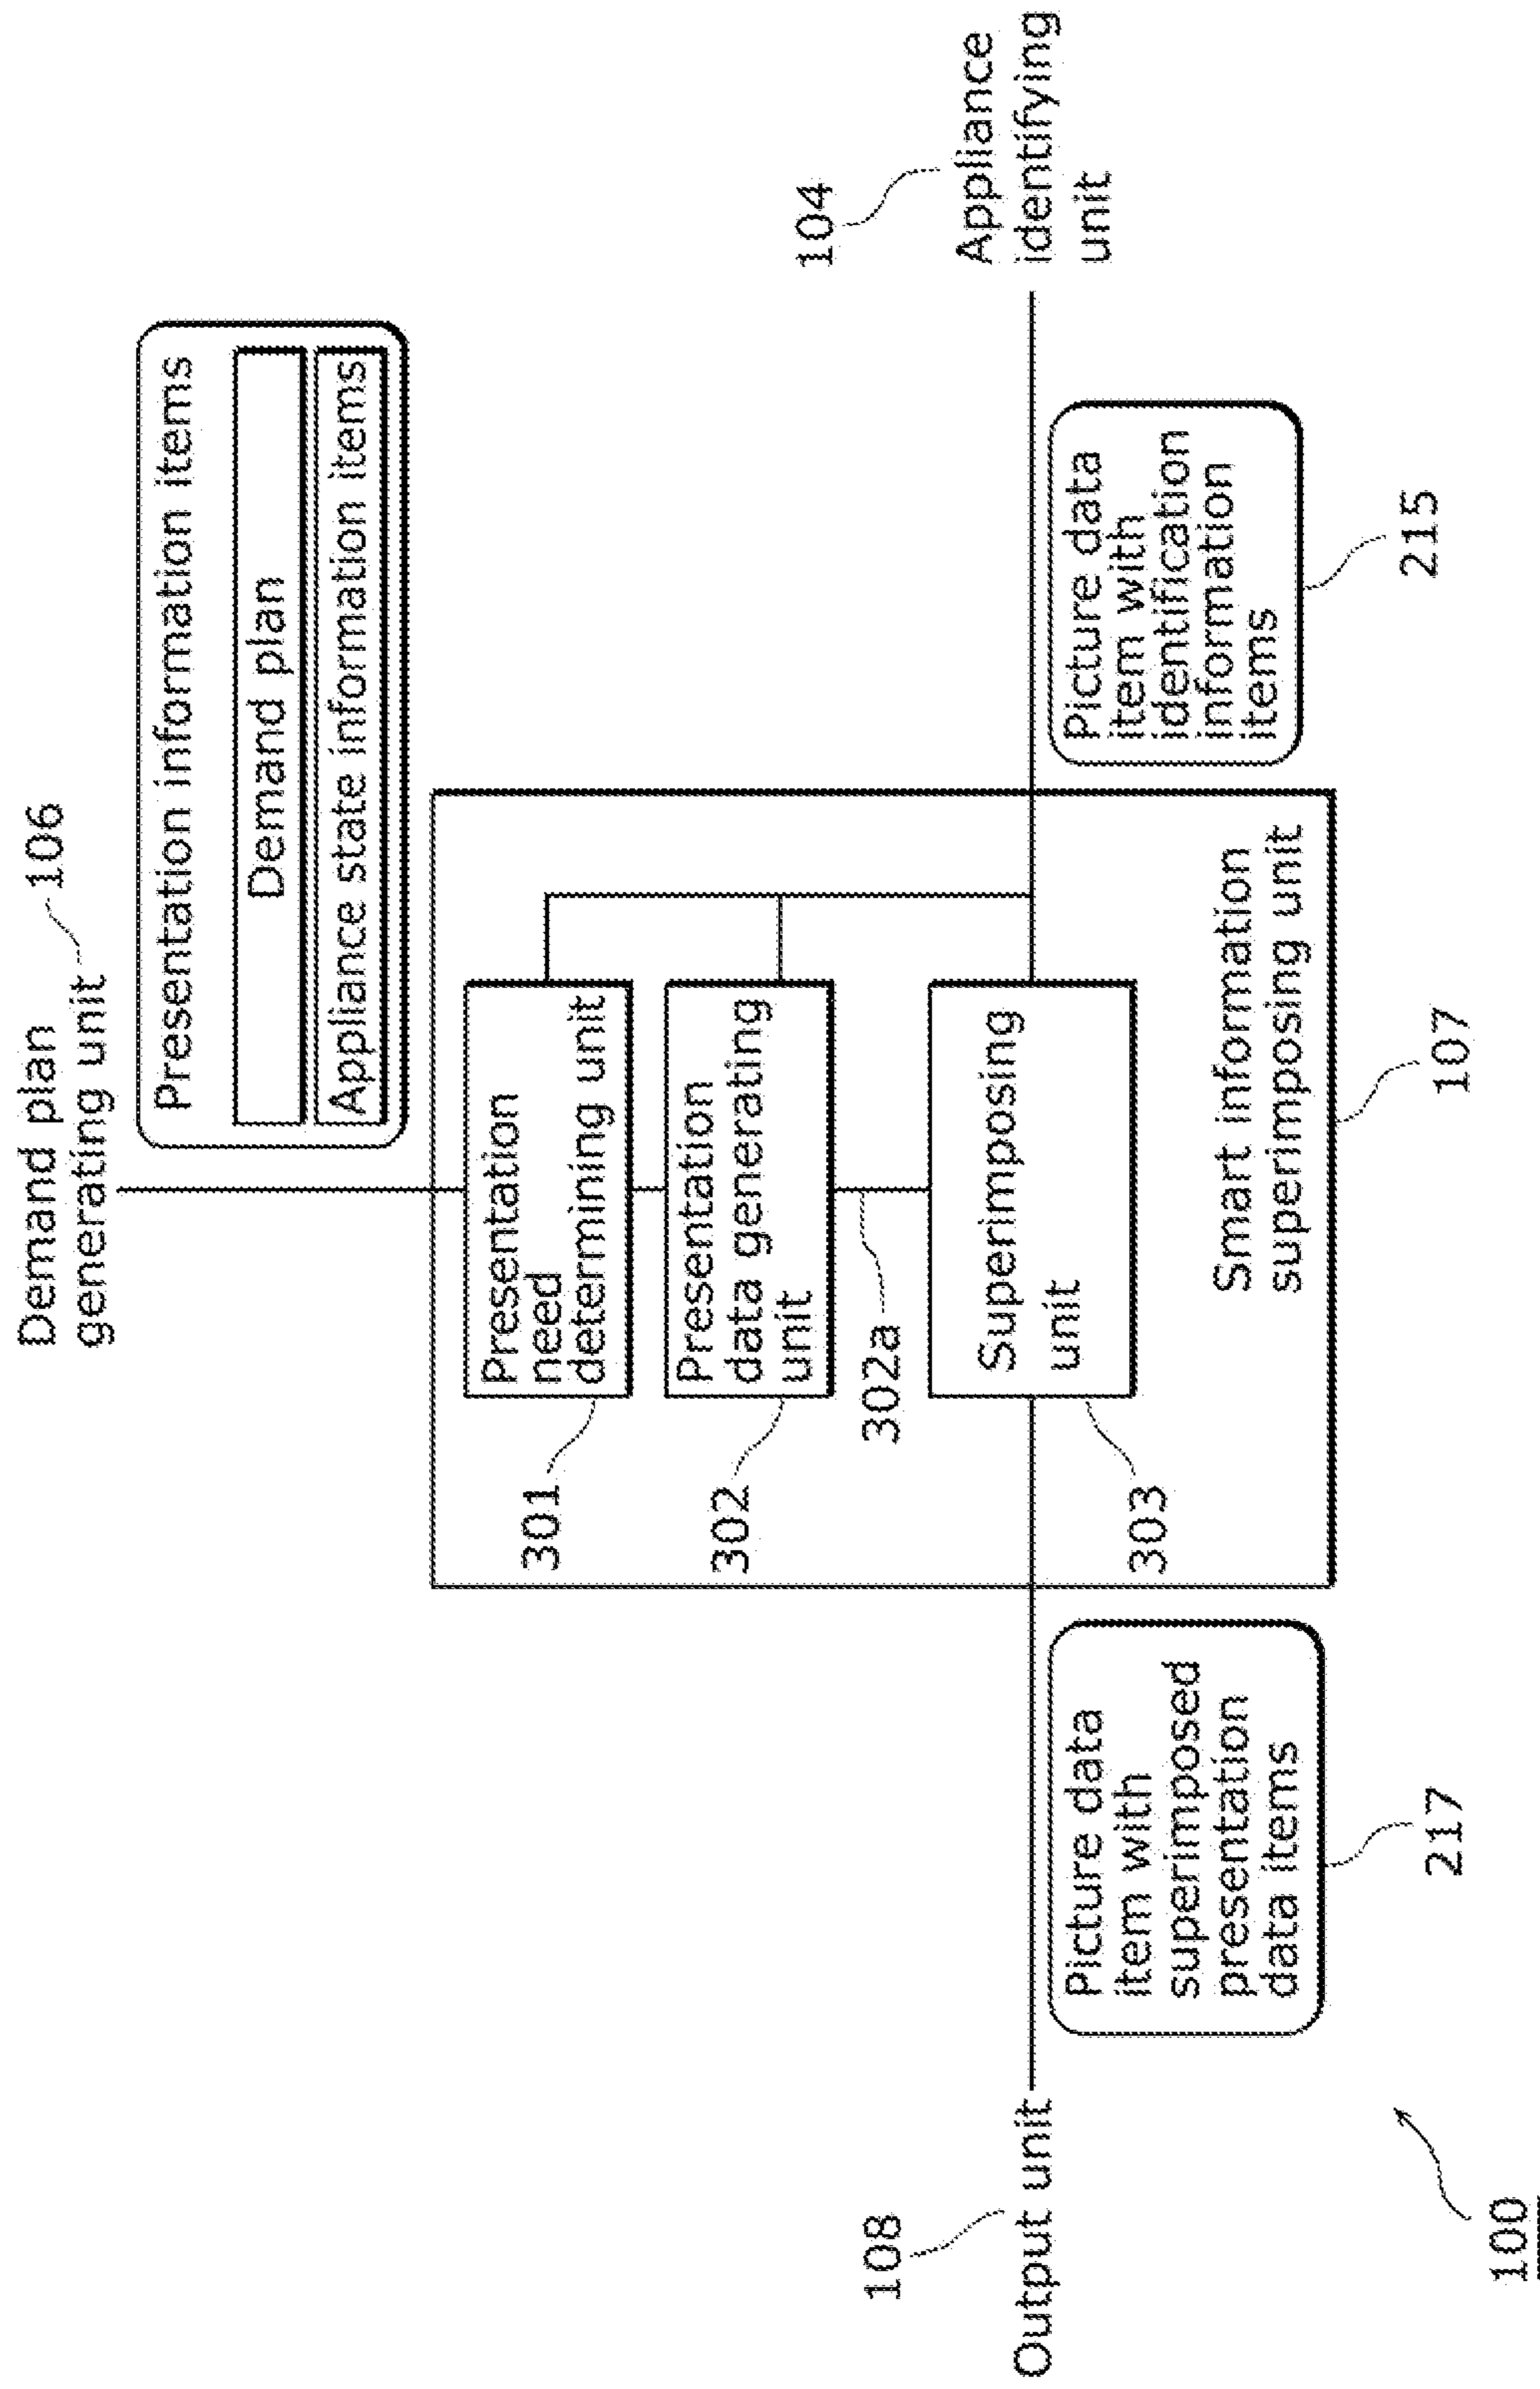 Demand plan
generating unit
106
Presentation information items
Demand plan
Appliance state information items
Presentation
need
determining unit
301
Presentation
data generating
unit
302
302a
Superimposing
unit
303
Smart information
superimposing unit
107
104
Appliance
identifying
unit
Picture data
item with
identification
information
items
215
108
Output unit
Picture data
item with
superimposed
presentation
data items
217
100